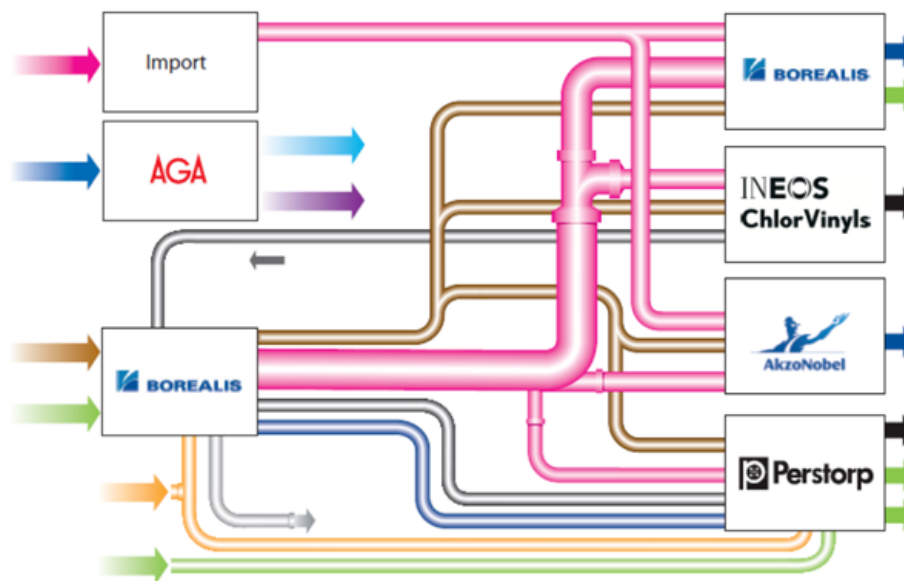 Import
BOREALIS
AGA
INEOS
ChlorVinyls
BOREALIS
AkzoNobel
Perstorp